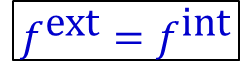 f^ext = f^int